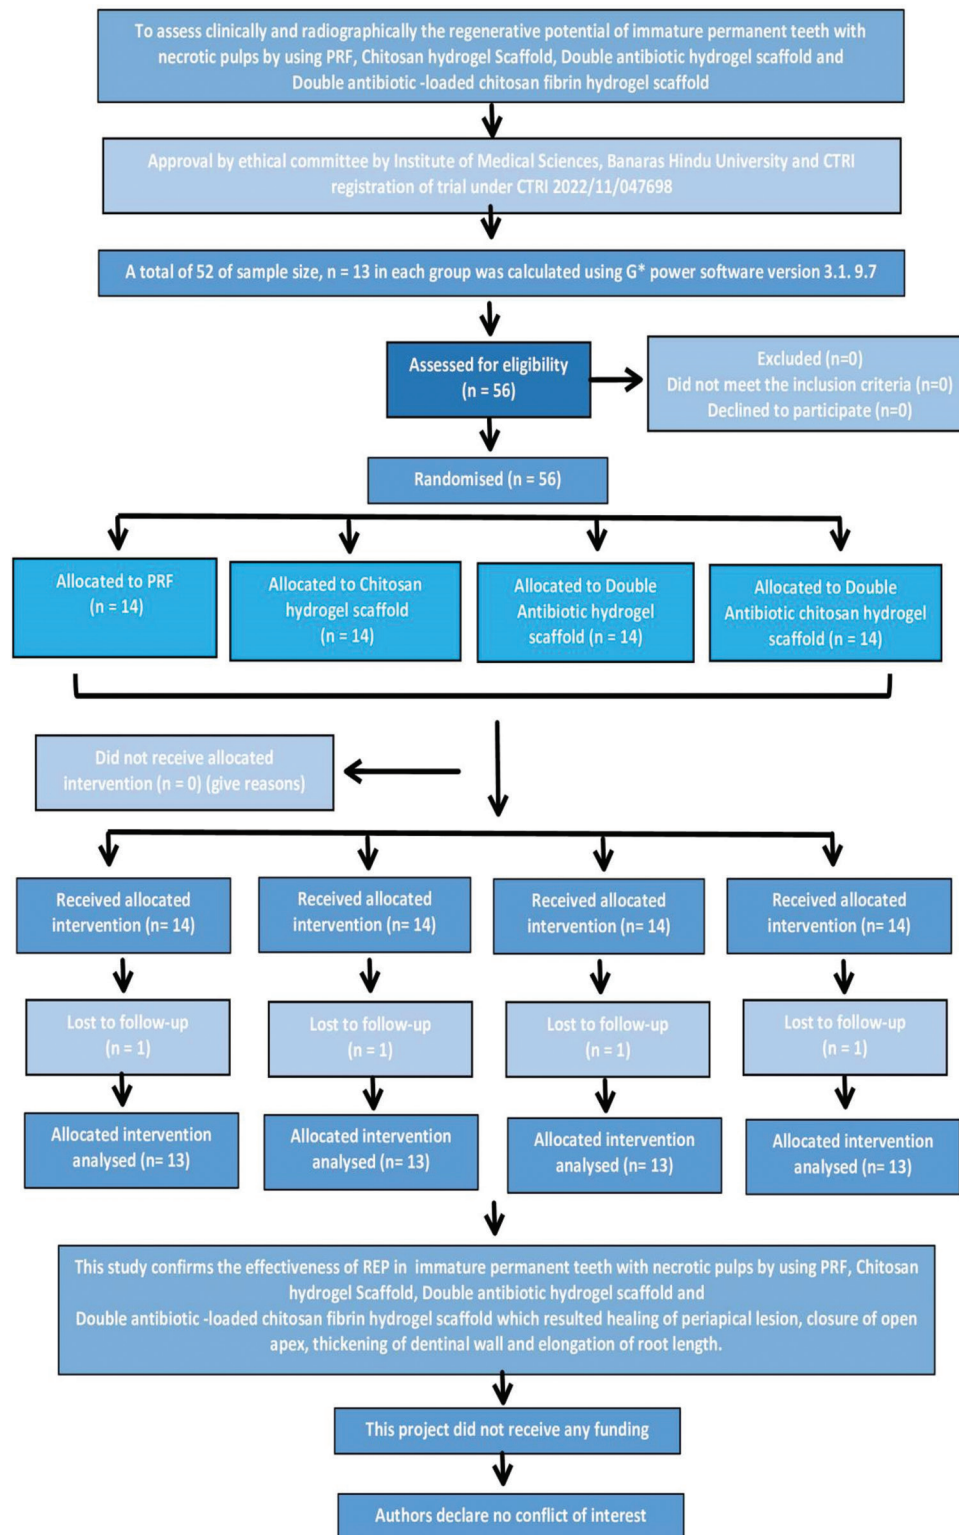 To assess clinically and radiographically the regenerative potential of immature permanent teeth with
necrotic pulps by using PRF, Chitosan hydrogel Scaffold, Double antibiotic hydrogel scaffold and
Double antibiotic -loaded chitosan fibrin hydrogel scaffold
Approval by ethical committee by Institute of Medical Sciences, Banaras Hindu University and CTRI
registration of trial under CTRI 2022/11/047698
A total of 52 of sample size, n = 13 in each group was calculated using G* power software version 3.1. 9.7
Assessed for eligibility
(n = 56)
Excluded (n=0)
Did not meet the inclusion criteria (n=0)
Declined to participate (n=0)
Randomised (n = 56)
Allocated to PRF
(n = 14)
Allocated to Chitosan
hydrogel scaffold
(n = 14)
Allocated to Double
Antibiotic hydrogel
scaffold (n = 14)
Allocated to Double
Antibiotic chitosan hydrogel
scaffold (n = 14)
Did not receive allocated
intervention (n = 0) (give reasons)
Received allocated
intervention (n= 14)
Received allocated
intervention (n= 14)
Received allocated
intervention (n= 14)
Received allocated
intervention (n= 14)
Lost to follow-up
(n = 1)
Lost to follow-up
(n = 1)
Lost to follow-up
(n = 1)
Lost to follow-up
(n = 1)
Allocated intervention
analysed (n= 13)
Allocated intervention
analysed (n= 13)
Allocated intervention
analysed (n= 13)
Allocated intervention
analysed (n= 13)
This study confirms the effectiveness of REP in immature permanent teeth with necrotic pulps by using PRF, Chitosan
hydrogel Scaffold, Double antibiotic hydrogel scaffold and
Double antibiotic -loaded chitosan fibrin hydrogel scaffold which resulted healing of periapical lesion, closure of open
apex, thickening of dentinal wall and elongation of root length.
This project did not receive any funding
Authors declare no conflict of interest